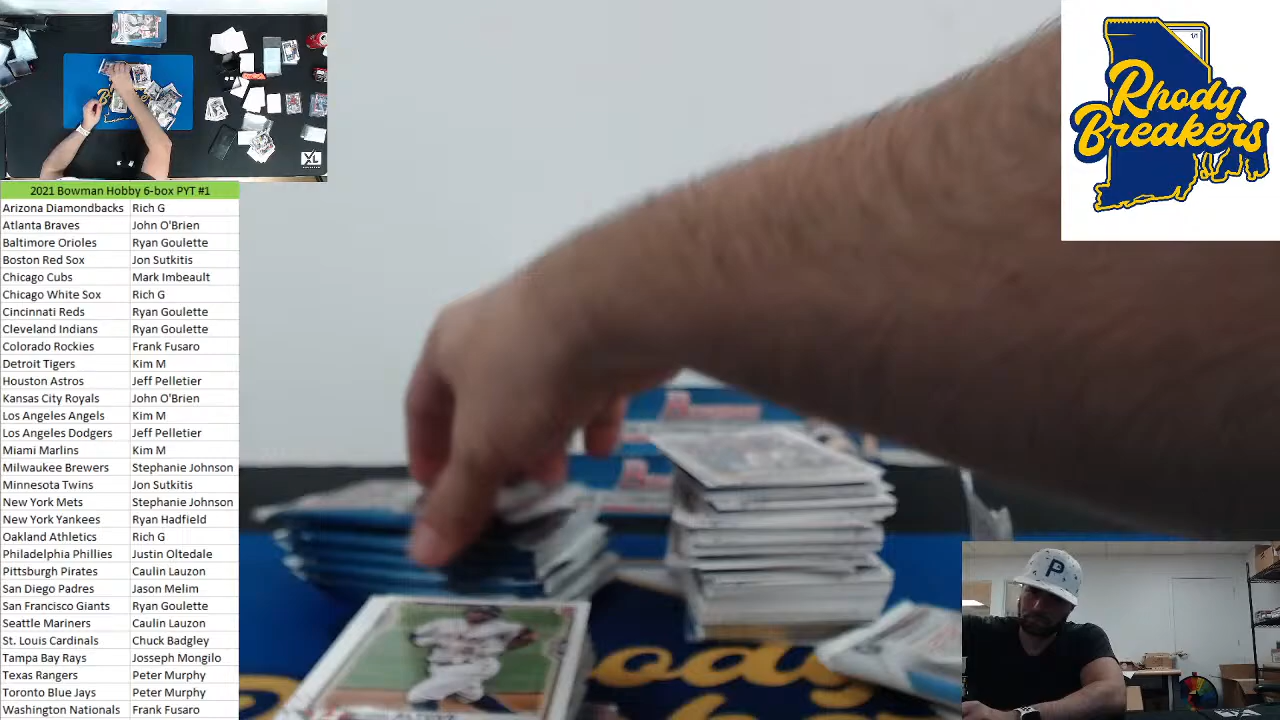 2021 Bowman Hobby 6-box PYT #1
Arizona Diamondbacks Rich G
Atlanta Braves John O'Brien
Baltimore Orioles Ryan Goulette
Boston Red Sox Jon Sutkitis
Chicago Cubs Mark Imbeault
Chicago White Sox Rich G
Cincinnati Reds Ryan Goulette
Cleveland Indians Ryan Goulette
Colorado Rockies Frank Fusaro
Detroit Tigers Kim M
Houston Astros Jeff Pelletier
Kansas City Royals John O'Brien
Los Angeles Angels Kim M
Los Angeles Dodgers Jeff Pelletier
Miami Marlins Kim M
Milwaukee Brewers Stephanie Johnson
Minnesota Twins Jon Sutkitis
New York Mets Stephanie Johnson
New York Yankees Ryan Hadfield
Oakland Athletics Rich G
Philadelphia Phillies Justin Oltedale
Pittsburgh Pirates Caulin Lauzon
San Diego Padres Jason Melim
San Francisco Giants Ryan Goulette
Seattle Mariners Caulin Lauzon
St. Louis Cardinals Chuck Badgley
Tampa Bay Rays Josseph Mongilo
Texas Rangers Peter Murphy
Toronto Blue Jays Peter Murphy
Washington Nationals Frank Fusaro
1/1
Rhody
Breakers
XL
P
Rhody